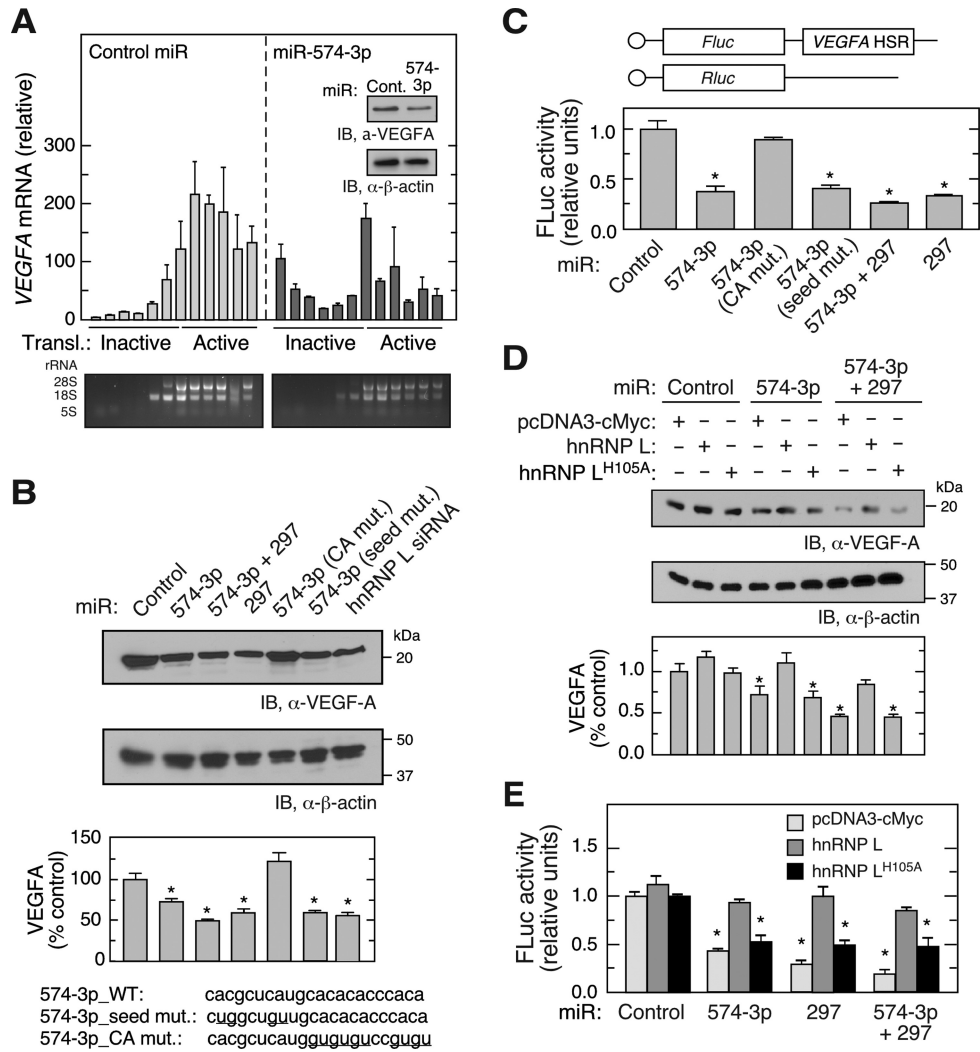 A
Control miR
miR-574-3p
miR: Cont. 574-3p
IB, a-VEGFA
IB, α-β-actin
VEGFA mRNA (relative)
300
200
100
0
Transl.: Inactive Active Inactive Active
rRNA
28S
18S
5S
B
miR: Control 574-3p 574-3p + 297 297 574-3p (CA mut.) 574-3p (seed mut.) hnRNP L siRNA
kDa
20
IB, α-VEGF-A
50
37
IB, α-β-actin
VEGFA (% control)
150
100
50
0
* * * * *
574-3p_WT: cacgcucaugcacacacccaca
574-3p_seed mut.: cuggcuguugcacacacccaca
574-3p_CA mut.: cacgcucaugguguguccgugu
C
Fluc VEGFA HSR
Rluc
FLuc activity (relative units)
1.0
0.5
0.0
* * * *
miR: Control 574-3p 574-3p (CA mut.) 574-3p (seed mut.) 574-3p + 297 297
D
miR: Control 574-3p 574-3p + 297
pcDNA3-cMyc: + – – + – – + – –
hnRNP L: – + – – + – – + –
hnRNP L^H105A: – – + – – + – – +
kDa
20
IB, α-VEGF-A
50
37
IB, α-β-actin
VEGFA (% control)
1.0
0.5
0.0
* * * *
E
FLuc activity (relative units)
1.5
1.0
0.5
0.0
pcDNA3-cMyc
hnRNP L
hnRNP L^H105A
* * * * * *
miR: Control 574-3p 297 574-3p + 297